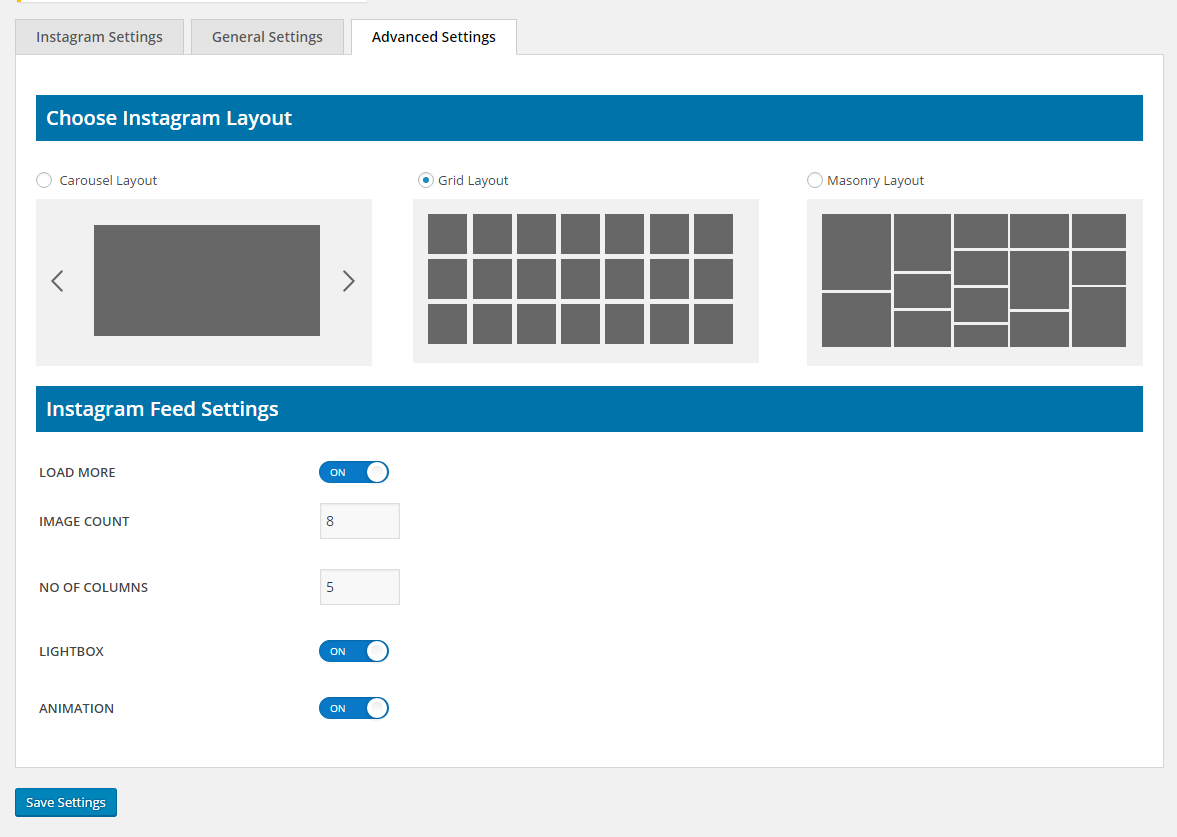 Instagram Settings General Settings Advanced Settings
Choose Instagram Layout
Carousel Layout Grid Layout Masonry Layout
Instagram Feed Settings
LOAD MORE ON
IMAGE COUNT 8
NO OF COLUMNS 5
LIGHTBOX ON
ANIMATION ON
Save Settings